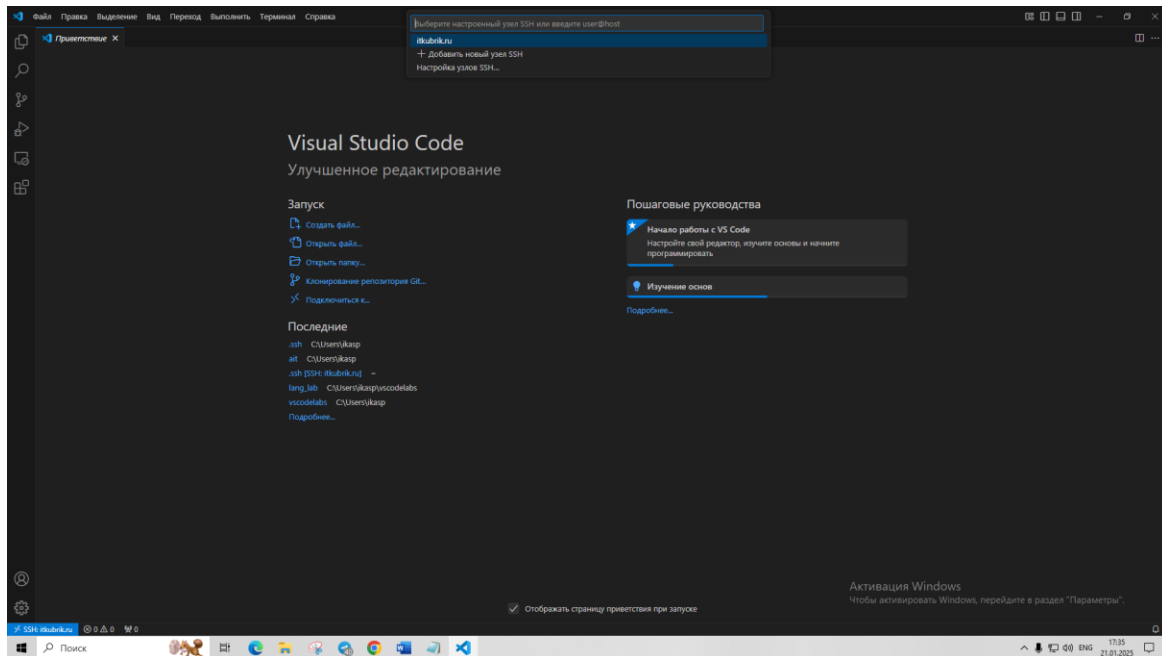 Файл Правка Выделение Вид Переход Выполнить Терминал Справка
Выберите настроенный узел SSH или введите user@host
Приветствие
itkubrik.ru
+ Добавить новый узел SSH
Настройка узлов SSH...
Visual Studio Code
Улучшенное редактирование
Запуск
Создать файл...
Открыть файл...
Открыть папку...
Клонирование репозитория Git...
Подключиться к...
Последние
.ssh C:\Users\ikasp
ait C:\Users\ikasp
.ssh [SSH: itkubrik.ru] ~
lang_lab C:\Users\ikasp\vscodelabs
vscodelabs C:\Users\ikasp
Подробнее...
Пошаговые руководства
Начало работы с VS Code
Настройте свой редактор, изучите основы и начните
программировать
Изучение основ
Подробнее...
Отображать страницу приветствия при запуске
Активация Windows
Чтобы активировать Windows, перейдите в раздел "Параметры".
SSH: itkubrik.ru 0 0 0
Поиск
ENG
17:35
21.01.2025